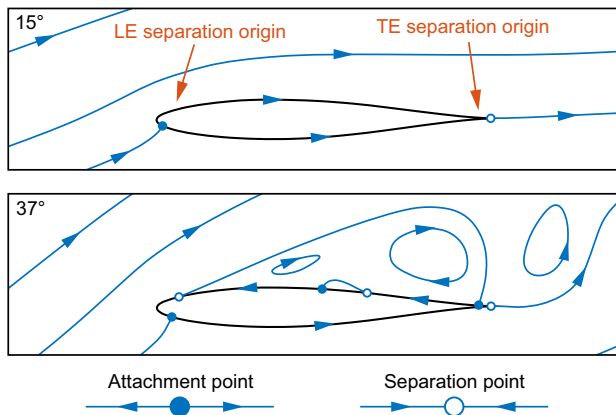 15°
LE separation origin
TE separation origin
37°
Attachment point
Separation point